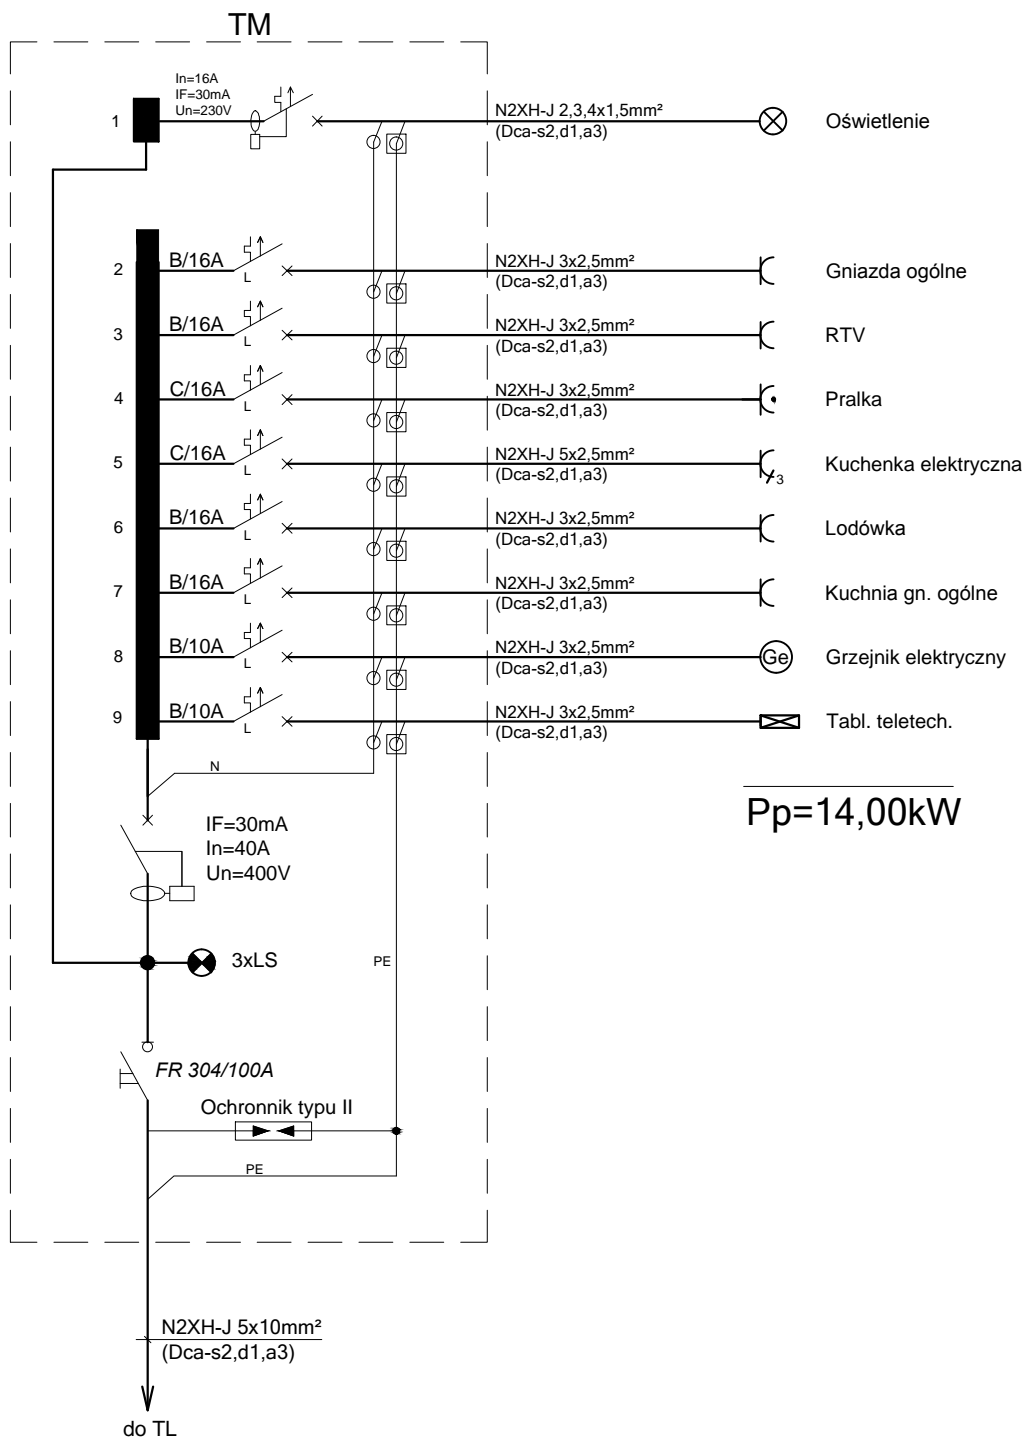 TM
In=16A
IF=30mA
Un=230V
1
N2XH-J 2,3,4x1,5mm²
(Dca-s2,d1,a3)
Oświetlenie
2
B/16A
L
N2XH-J 3x2,5mm²
(Dca-s2,d1,a3)
Gniazda ogólne
3
B/16A
L
N2XH-J 3x2,5mm²
(Dca-s2,d1,a3)
RTV
4
C/16A
L
N2XH-J 3x2,5mm²
(Dca-s2,d1,a3)
Pralka
5
C/16A
L
N2XH-J 5x2,5mm²
(Dca-s2,d1,a3)
3
Kuchenka elektryczna
6
B/16A
L
N2XH-J 3x2,5mm²
(Dca-s2,d1,a3)
Lodówka
7
B/16A
L
N2XH-J 3x2,5mm²
(Dca-s2,d1,a3)
Kuchnia gn. ogólne
8
B/10A
L
N2XH-J 3x2,5mm²
(Dca-s2,d1,a3)
Ge
Grzejnik elektryczny
9
B/10A
L
N2XH-J 3x2,5mm²
(Dca-s2,d1,a3)
Tabl. teletech.
N
Pp=14,00kW
IF=30mA
In=40A
Un=400V
3xLS
PE
FR 304/100A
Ochronnik typu II
PE
N2XH-J 5x10mm²
(Dca-s2,d1,a3)
do TL